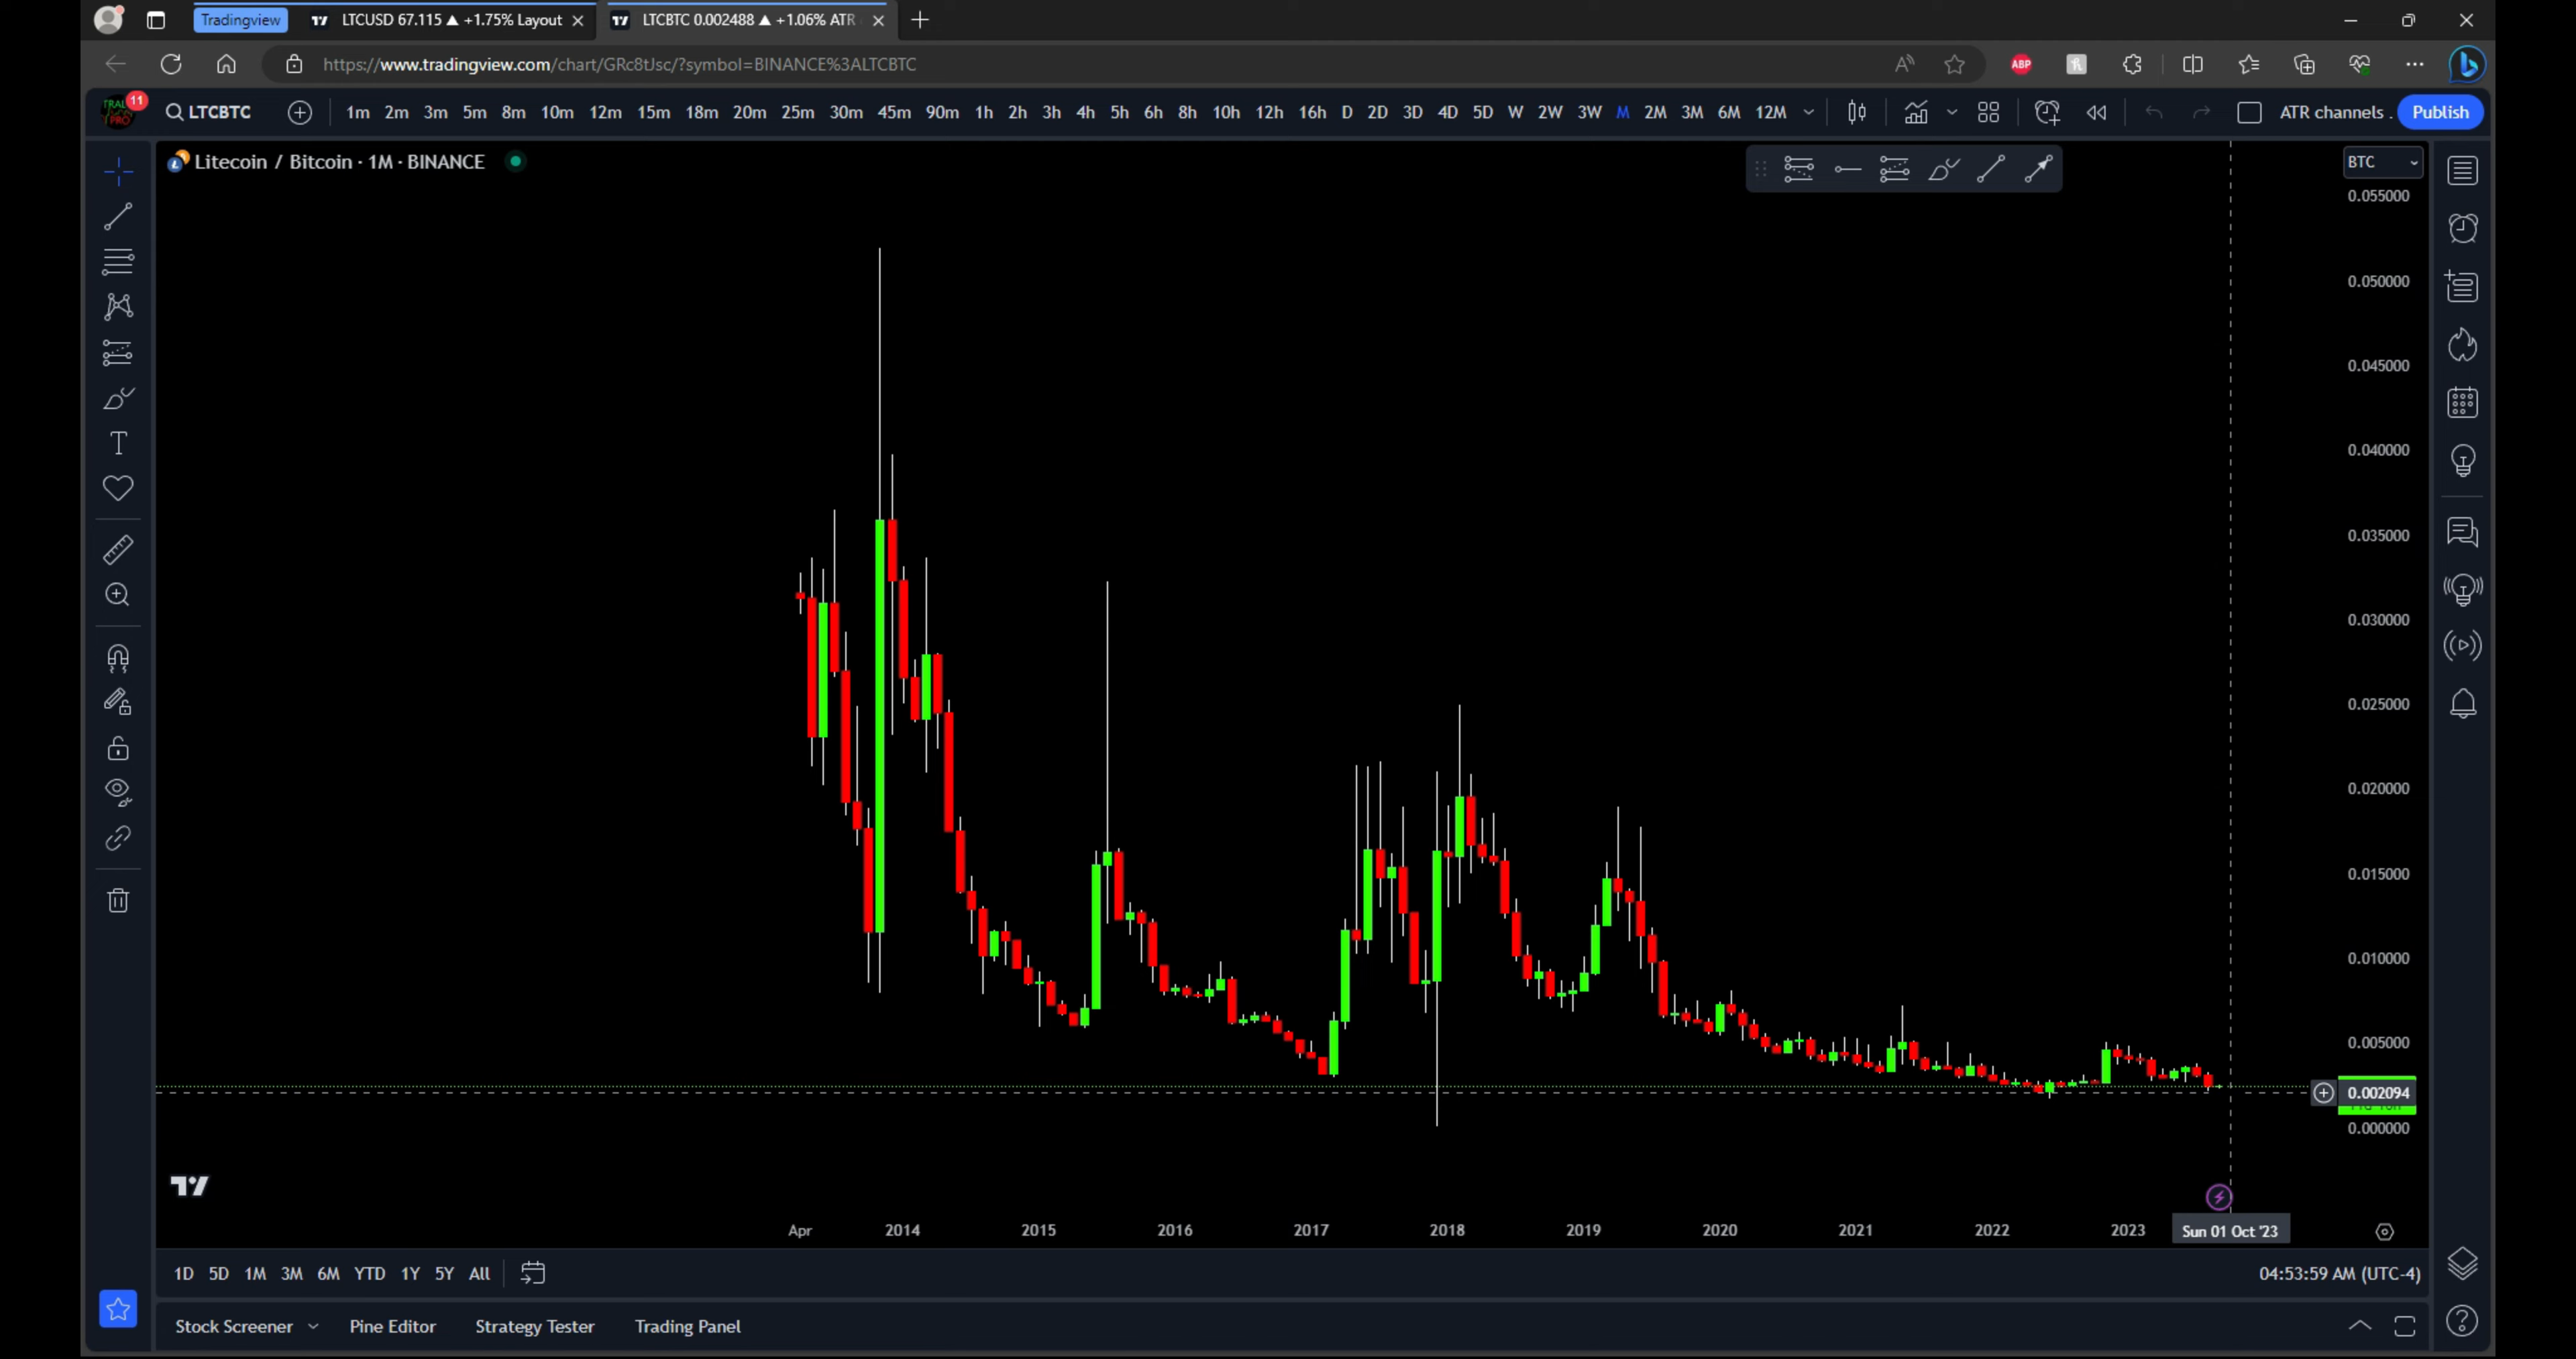 Tradingview
LTCUSD 67.115 ▲ +1.75% Layout
LTCBTC 0.002488 ▲ +1.06% ATR
https://www.tradingview.com/chart/GRc8tJsc/?symbol=BINANCE%3ALTCBTC
ABP
11
LTCBTC
1m 2m 3m 5m 8m 10m 12m 15m 18m 20m 25m 30m 45m 90m 1h 2h 3h 4h 5h 6h 8h 10h 12h 16h D 2D 3D 4D 5D W 2W 3W M 2M 3M 6M 12M
ATR channels .
Publish
Litecoin / Bitcoin · 1M · BINANCE
BTC
0.055000
0.050000
0.045000
0.040000
0.035000
0.030000
0.025000
0.020000
0.015000
0.010000
0.005000
0.002094
0.000000
Apr 2014 2015 2016 2017 2018 2019 2020 2021 2022 2023 Sun 01 Oct '23
1D 5D 1M 3M 6M YTD 1Y 5Y All
04:53:59 AM (UTC-4)
Stock Screener Pine Editor Strategy Tester Trading Panel